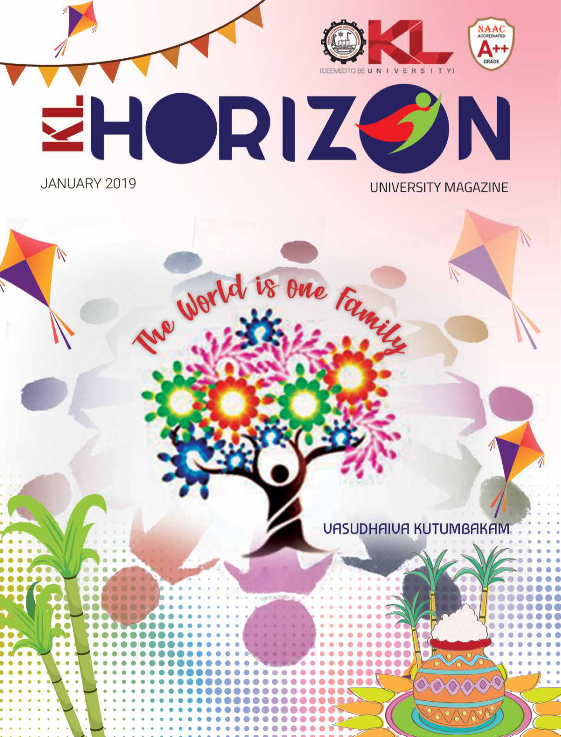 KL
[DEEMED TO BE UNIVERSITY]
NAAC
ACCREDITED
A++
GRADE
KL HORIZON
JANUARY 2019
UNIVERSITY MAGAZINE
The World is one Family
VASUDHAIVA KUTUMBAKAM